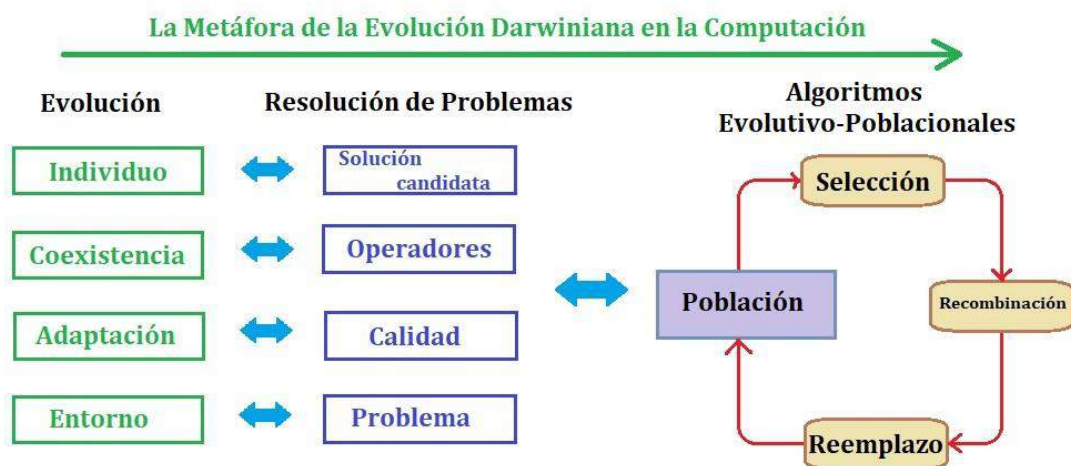 La Metáfora de la Evolución Darwiniana en la Computación
Evolución
Resolución de Problemas
Algoritmos
Evolutivo-Poblacionales
Individuo
Solución
candidata
Coexistencia
Operadores
Adaptación
Calidad
Entorno
Problema
Selección
Población
Recombinación
Reemplazo